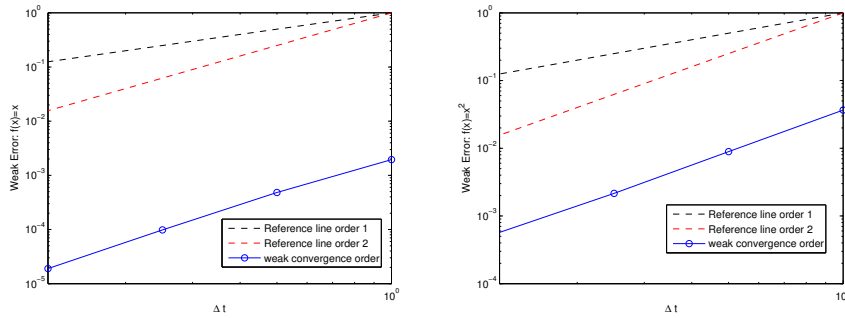 10^0
10^-1
10^-2
10^-3
10^-4
10^-5
Weak Error: f(x)=x
Reference line order 1
Reference line order 2
weak convergence order
10^0
Δ t
10^0
10^-1
10^-2
10^-3
10^-4
Weak Error: f(x)=x^2
Reference line order 1
Reference line order 2
weak convergence order
10^0
Δ t